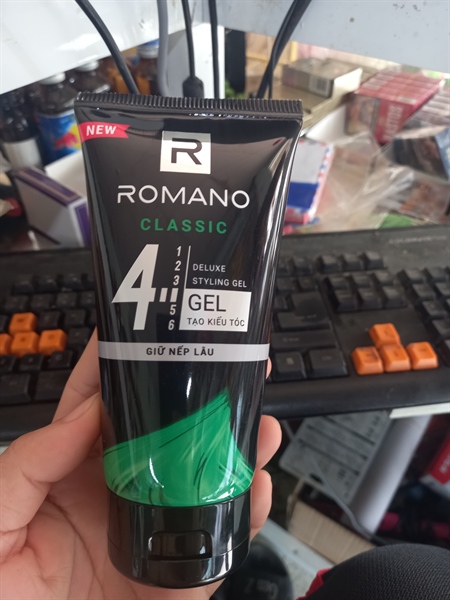 NEW
R
ROMANO
CLASSIC
4
1
2
3
5
6
DELUXE
STYLING GEL
GEL
TẠO KIỂU TÓC
GIỮ NẾP LÂU